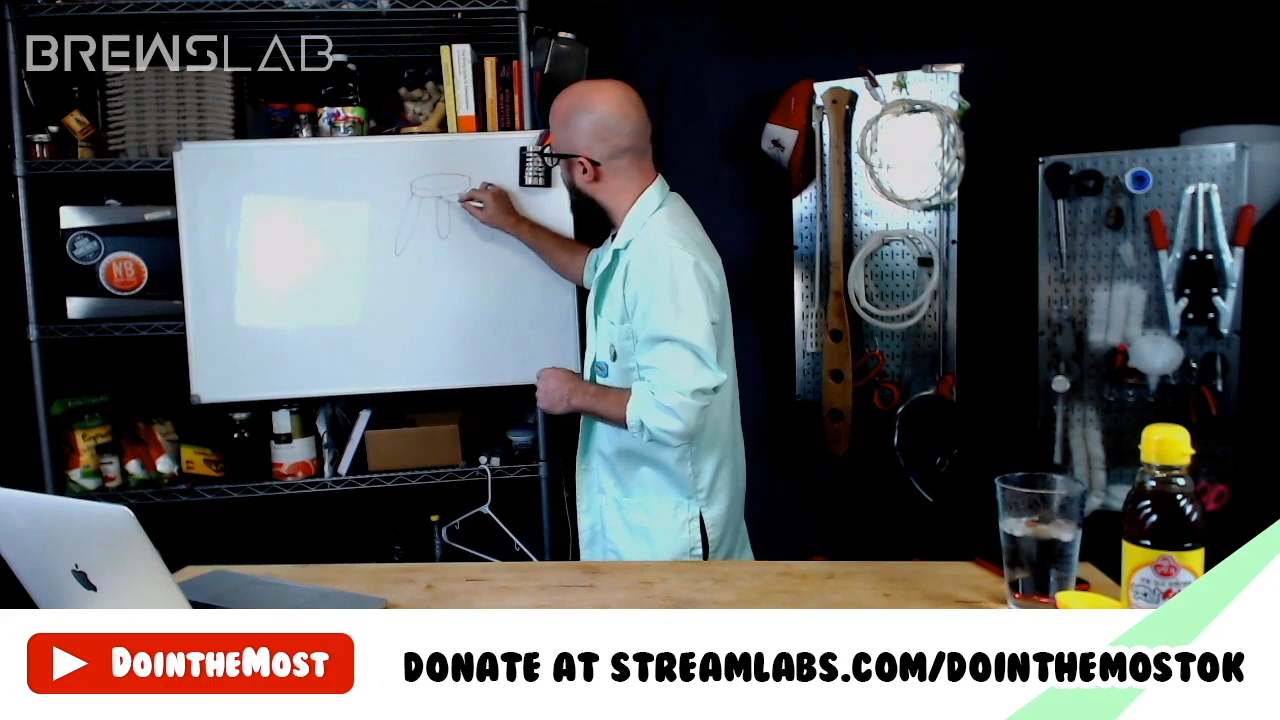 BREWSLAB
NB
DOINTHEMOST
DONATE AT STREAMLABS.COM/DOINTHEMOSTOK